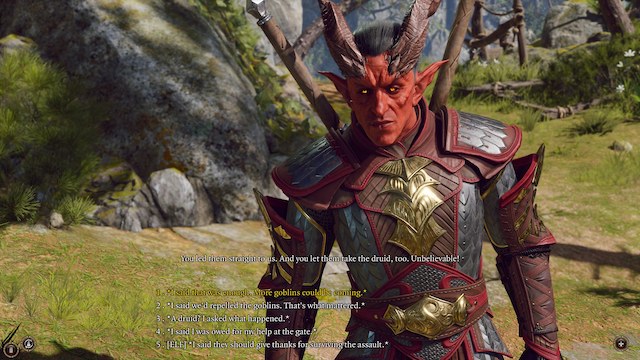 You led them straight to us. And you let them take the druid, too. Unbelievable!
1. *I said that was enough. More goblins could be coming.*
2. *I said we'd repelled the goblins. That's what mattered.*
3. *A druid? I asked what happened.*
4. *I said I was owed for my help at the gate.*
5. [ELF] *I said they should give thanks for surviving the assault.*